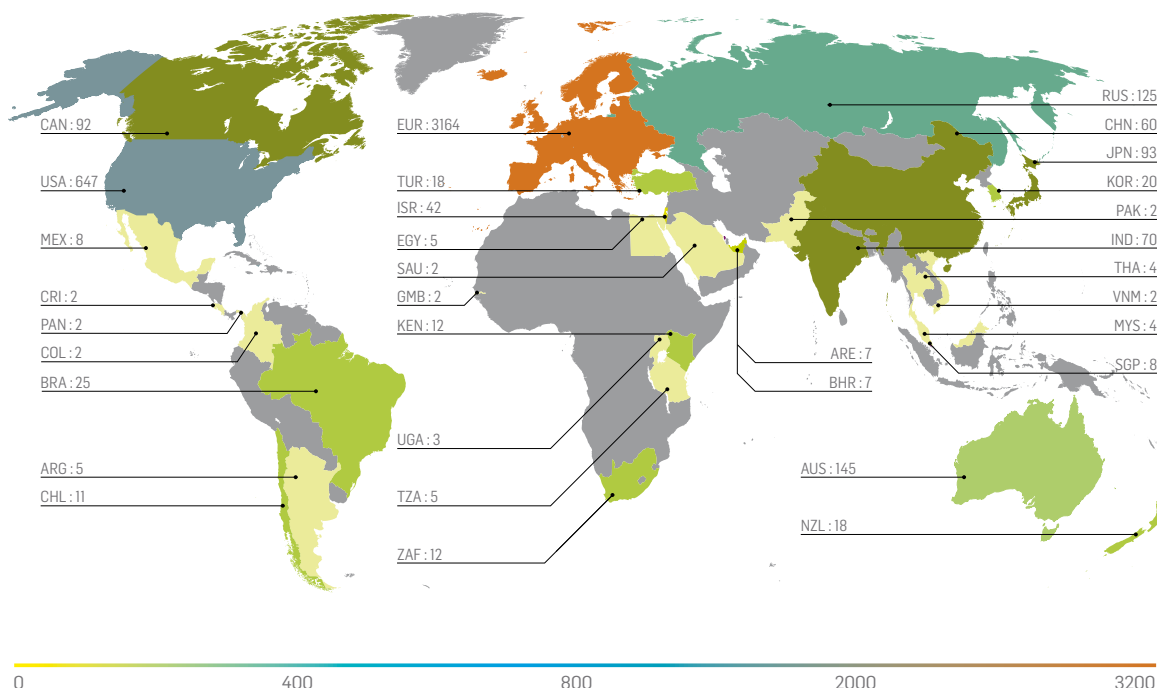 CAN : 92
USA : 647
MEX : 8
CRI : 2
PAN : 2
COL : 2
BRA : 25
ARG : 5
CHL : 11
EUR : 3164
TUR : 18
ISR : 42
EGY : 5
SAU : 2
GMB : 2
KEN : 12
UGA : 3
TZA : 5
ZAF : 12
ARE : 7
BHR : 7
RUS : 125
CHN : 60
JPN : 93
KOR : 20
PAK : 2
IND : 70
THA : 4
VNM : 2
MYS : 4
SGP : 8
AUS : 145
NZL : 18
0 400 800 2000 3200